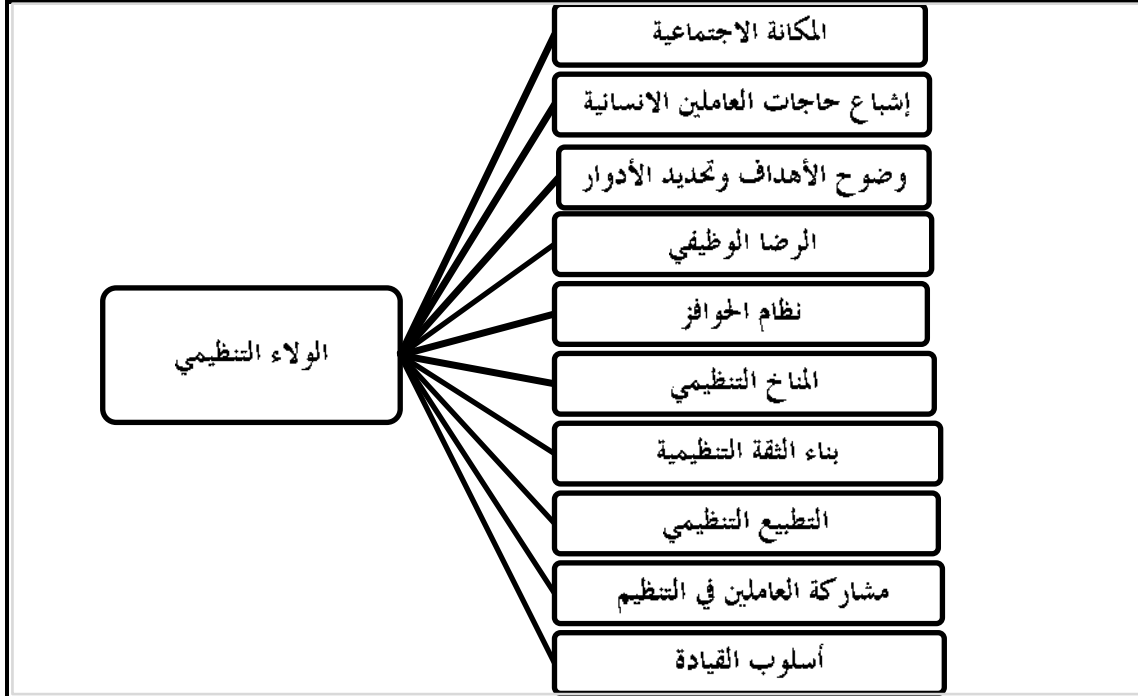 المكانة الاجتماعية
إشباع حاجات العاملين الانسانية
وضوح الأهداف وتحديد الأدوار
الرضا الوظيفي
نظام الحوافز
الولاء التنظيمي
المناخ التنظيمي
بناء الثقة التنظيمية
التطبيع التنظيمي
مشاركة العاملين في التنظيم
أسلوب القيادة